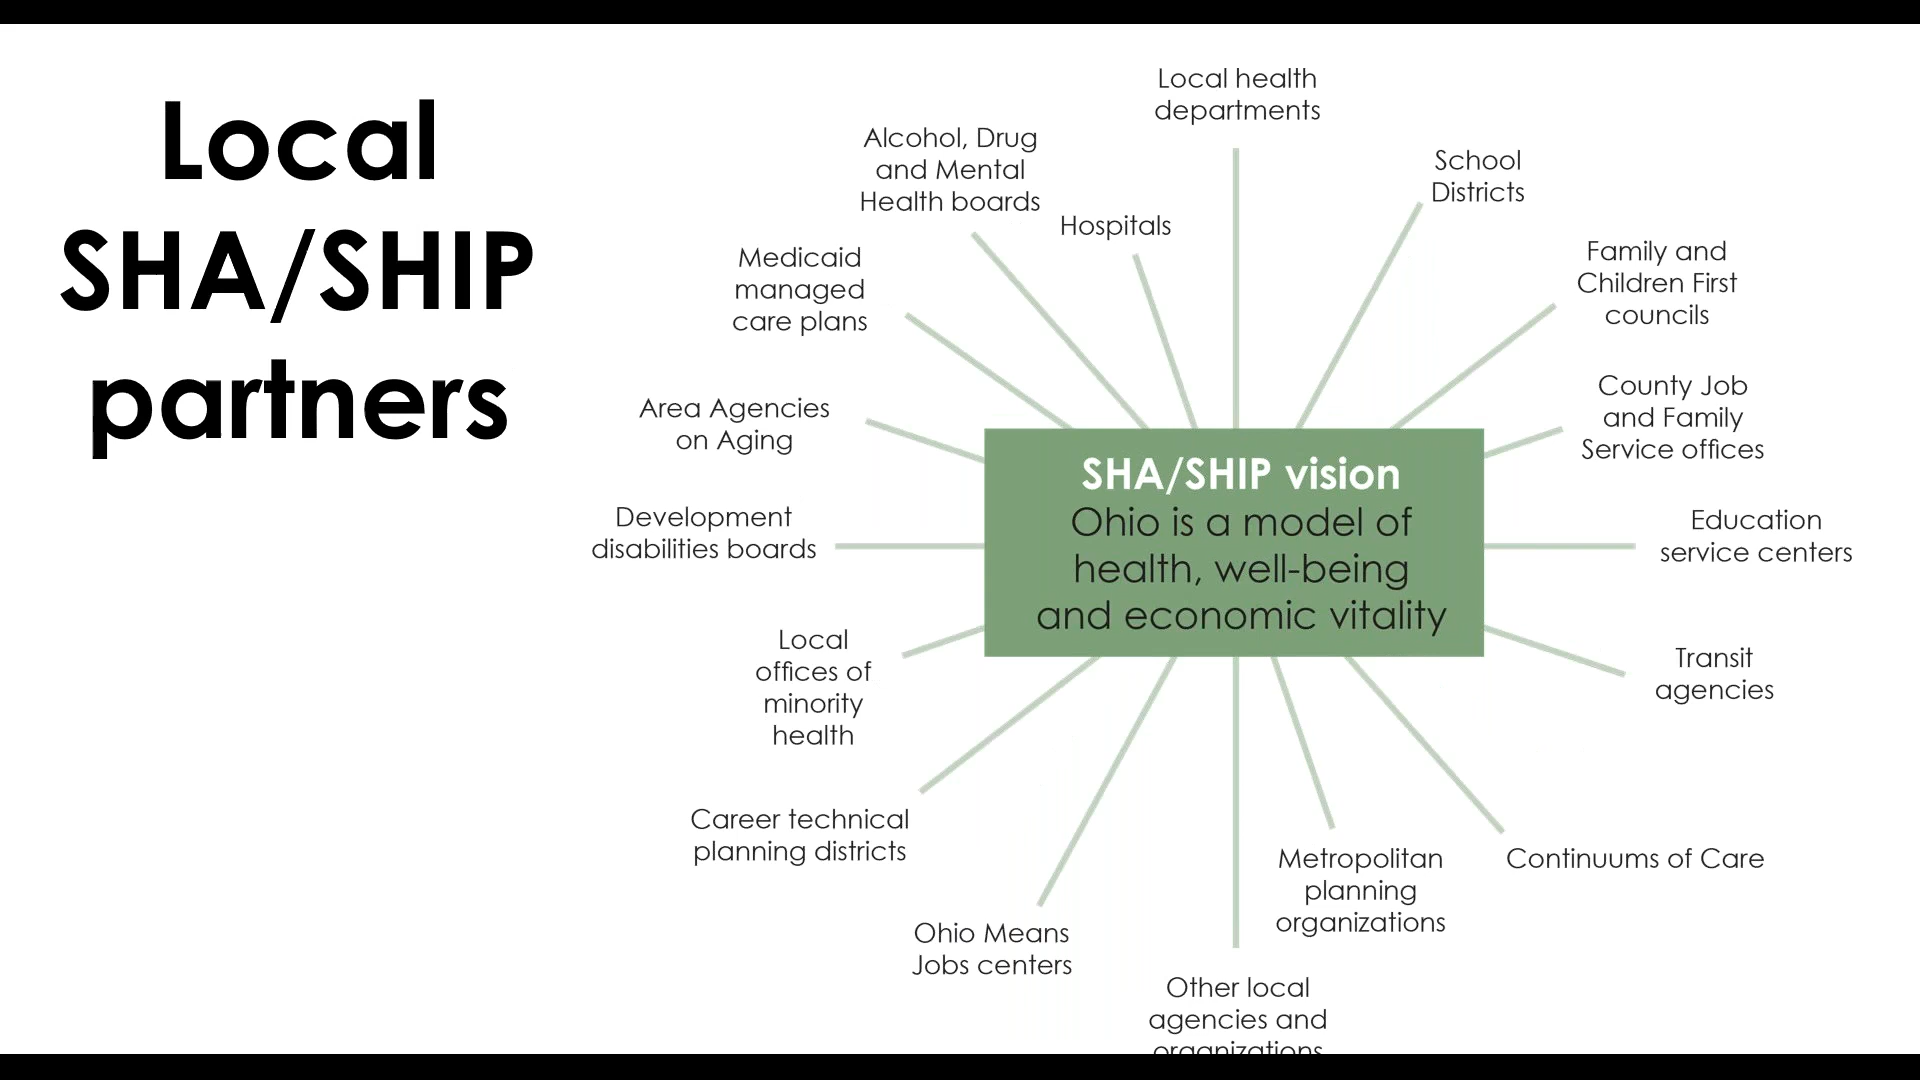 Local
SHA/SHIP
partners
Local health
departments
Alcohol, Drug
and Mental
Health boards
Hospitals
School
Districts
Medicaid
managed
care plans
Family and
Children First
councils
Area Agencies
on Aging
County Job
and Family
Service offices
SHA/SHIP vision
Ohio is a model of
health, well-being
and economic vitality
Development
disabilities boards
Education
service centers
Local
offices of
minority
health
Transit
agencies
Career technical
planning districts
Metropolitan
planning
organizations
Continuums of Care
Ohio Means
Jobs centers
Other local
agencies and
organizations